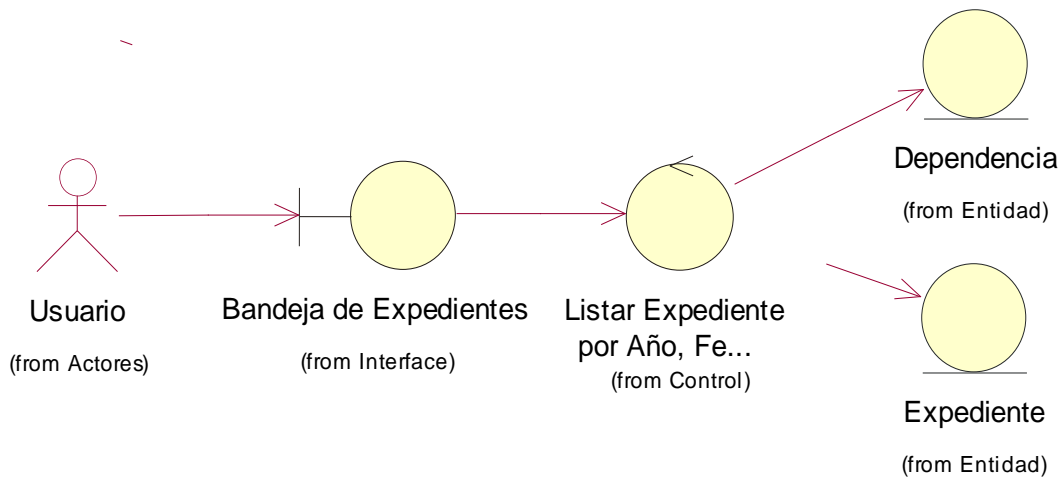 Usuario
(from Actores)
Bandeja de Expedientes
(from Interface)
Listar Expediente
por Año, Fe...
(from Control)
Dependencia
(from Entidad)
Expediente
(from Entidad)